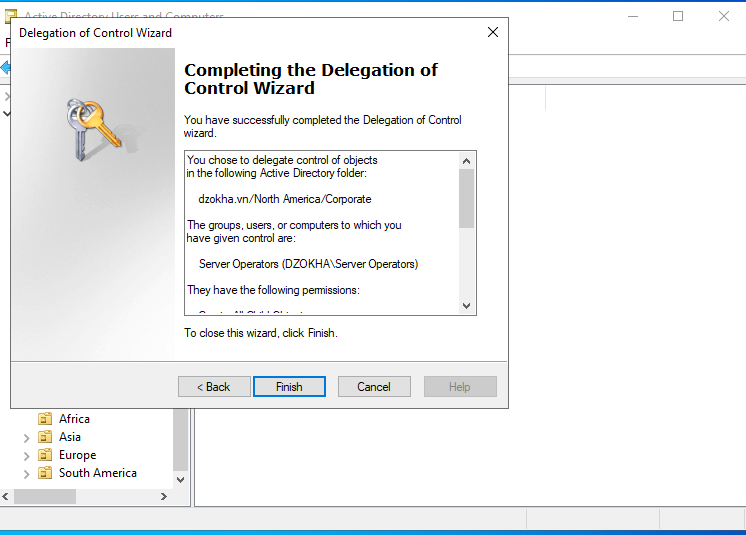 Active Directory Users and Computers
Delegation of Control Wizard
Completing the Delegation of
Control Wizard
You have successfully completed the Delegation of Control
wizard.
You chose to delegate control of objects
in the following Active Directory folder:
dzokha.vn/North America/Corporate
The groups, users, or computers to which you
have given control are:
Server Operators (DZOKHA\Server Operators)
They have the following permissions:
To close this wizard, click Finish.
< Back
Finish
Cancel
Help
Africa
Asia
Europe
South America